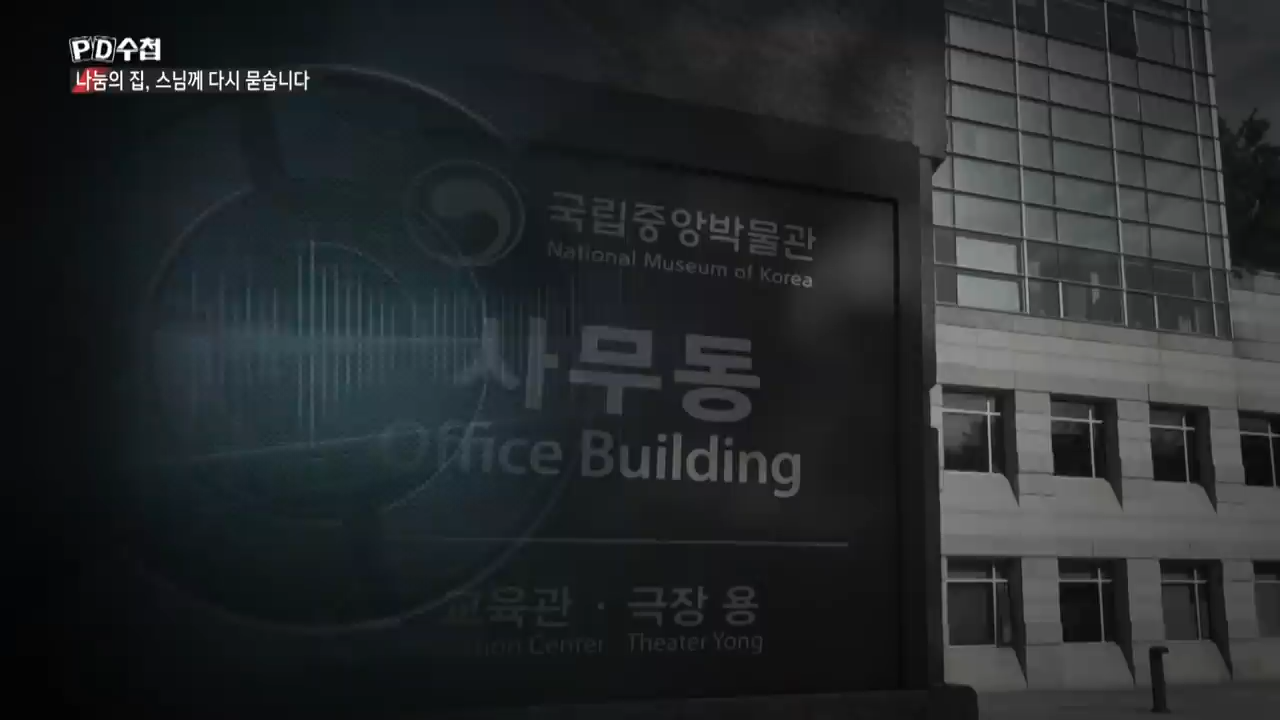 PD수첩
나눔의 집, 스님께 다시 묻습니다
국립중앙박물관
National Museum of Korea
사무동
Office Building
교육관 · 극장 용
Center Theater Yong